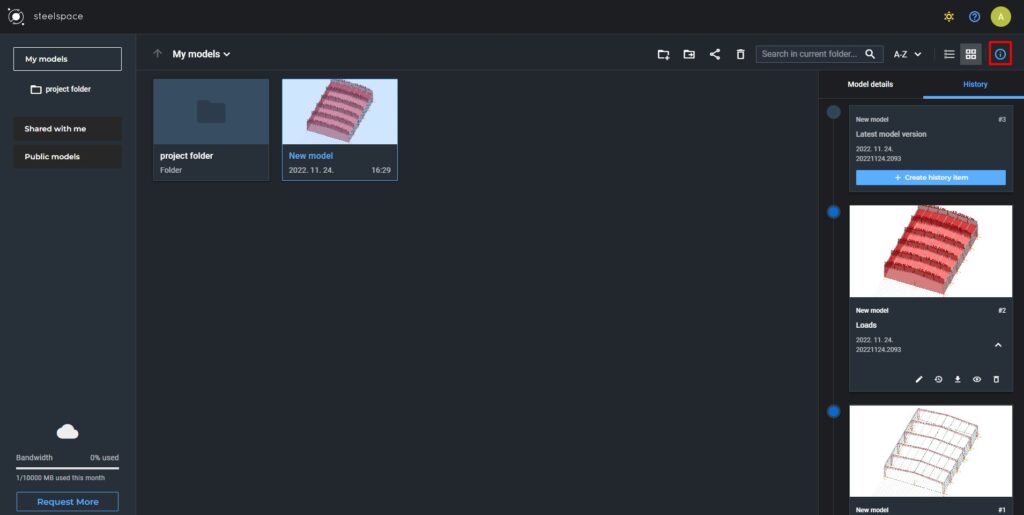 steelspace
A
My models
project folder
Shared with me
Public models
Bandwidth
0% used
1/10000 MB used this month
Request More
My models
Search in current folder...
A-Z
project folder
Folder
New model
2022. 11. 24.
16:29
Model details
History
New model
#3
Latest model version
2022. 11. 24.
20221124.2093
+ Create history item
New model
#2
Loads
2022. 11. 24.
20221124.2093
New model
#1